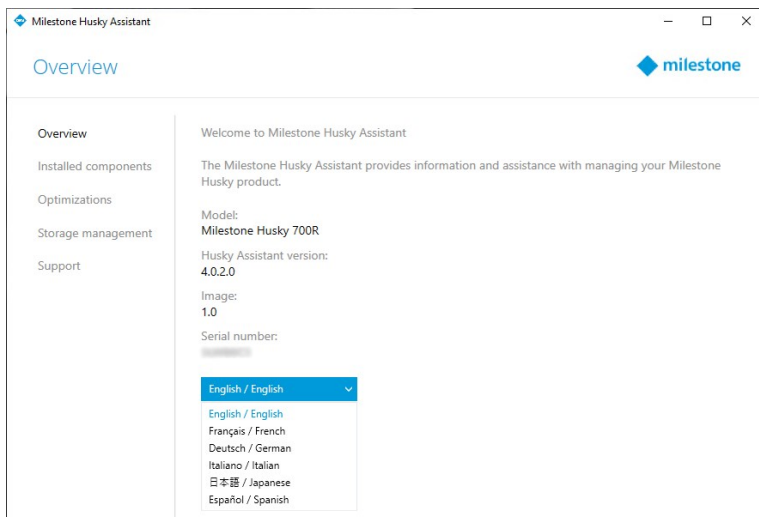 Milestone Husky Assistant
Overview
milestone
Overview
Installed components
Optimizations
Storage management
Support
Welcome to Milestone Husky Assistant
The Milestone Husky Assistant provides information and assistance with managing your Milestone
Husky product.
Model:
Milestone Husky 700R
Husky Assistant version:
4.0.2.0
Image:
1.0
Serial number:
English / English
English / English
Français / French
Deutsch / German
Italiano / Italian
日本語 / Japanese
Español / Spanish